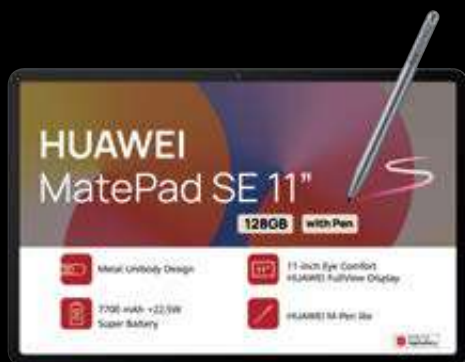 HUAWEI
MatePad SE 11"
128GB with Pen
Metal Unibody Design
11-inch Eye Comfort
HUAWEI FullView Display
7700 mAh +22.5W
Super Battery
HUAWEI M-Pen lite